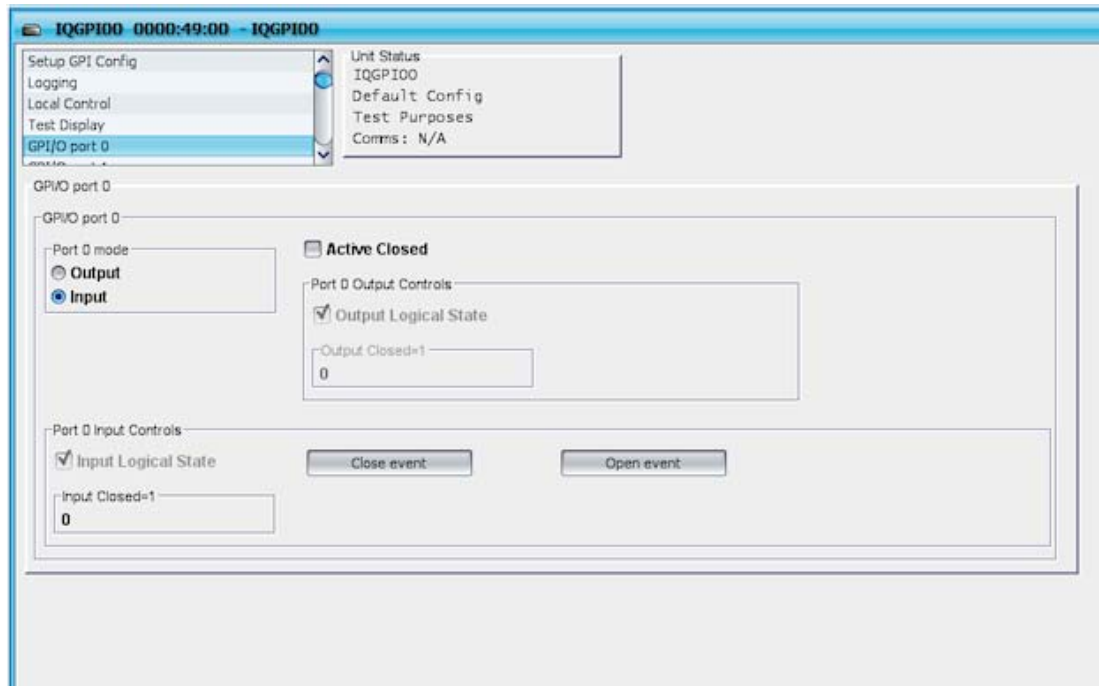 IQGPI00 0000:49:00 - IQGPI00
Setup GPI Config
Logging
Local Control
Test Display
GPI/O port 0
Unit Status
IQGPIOO
Default Config
Test Purposes
Comms: N/A
GPI/O port 0
GPI/O port 0
Port 0 mode
Output
Input
Active Closed
Port 0 Output Controls
Output Logical State
Output Closed=1
0
Port 0 Input Controls
Input Logical State
Close event
Open event
Input Closed=1
0